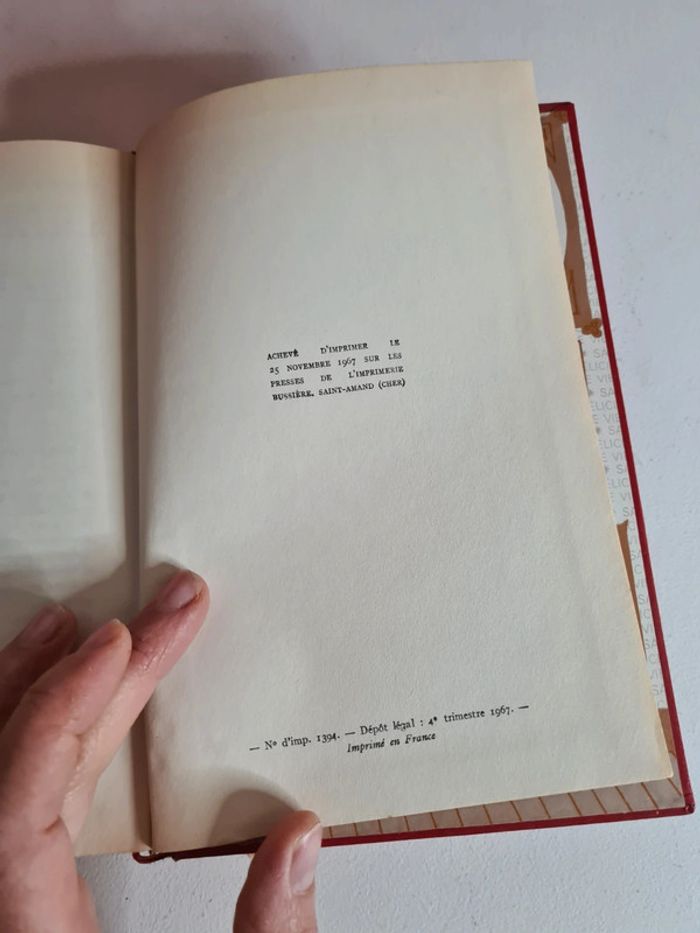 ACHEVÉ D'IMPRIMER LE
25 NOVEMBRE 1967 SUR LES
PRESSES DE L'IMPRIMERIE
BUSSIÈRE, SAINT-AMAND (CHER)
— Nº d'imp. 1394. — Dépôt légal : 4ᵉ trimestre 1967. —
Imprimé en France